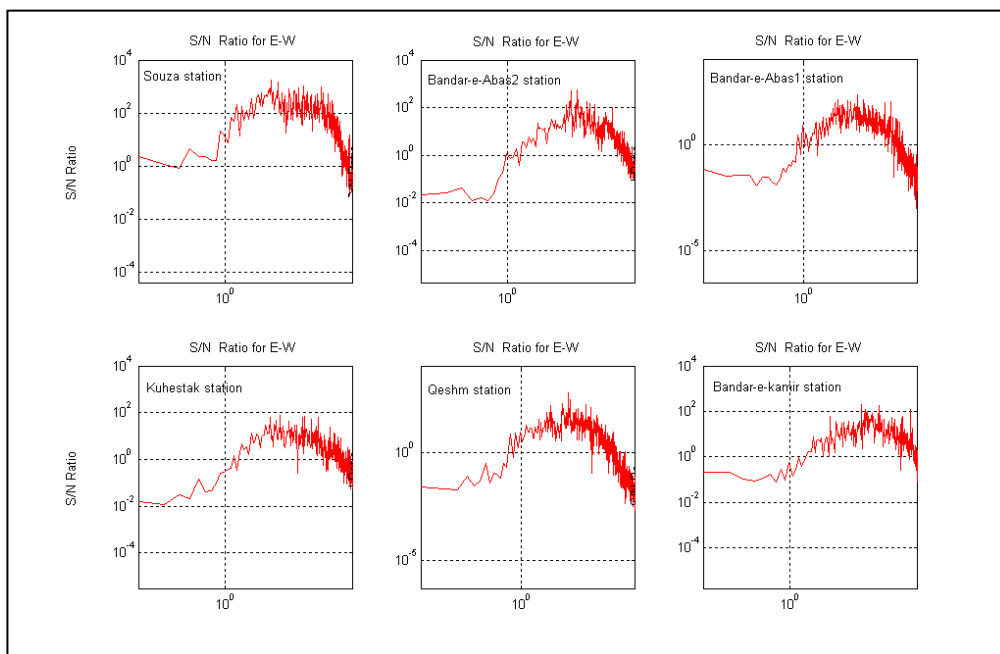 S/N Ratio for E-W
S/N Ratio for E-W
S/N Ratio for E-W
Souza station
Bandar-e-Abas2 station
Bandar-e-Abas1 station
S/N Ratio
10^4
10^2
10^0
10^-2
10^-4
10^0
10^4
10^2
10^0
10^-2
10^-4
10^0
10^0
10^-5
10^0
S/N Ratio for E-W
S/N Ratio for E-W
S/N Ratio for E-W
Kuhestak station
Qeshm station
Bandar-e-kamir station
S/N Ratio
10^4
10^2
10^0
10^-2
10^-4
10^0
10^0
10^-5
10^0
10^4
10^2
10^0
10^-2
10^-4
10^0